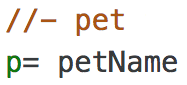 //- pet
p= petName